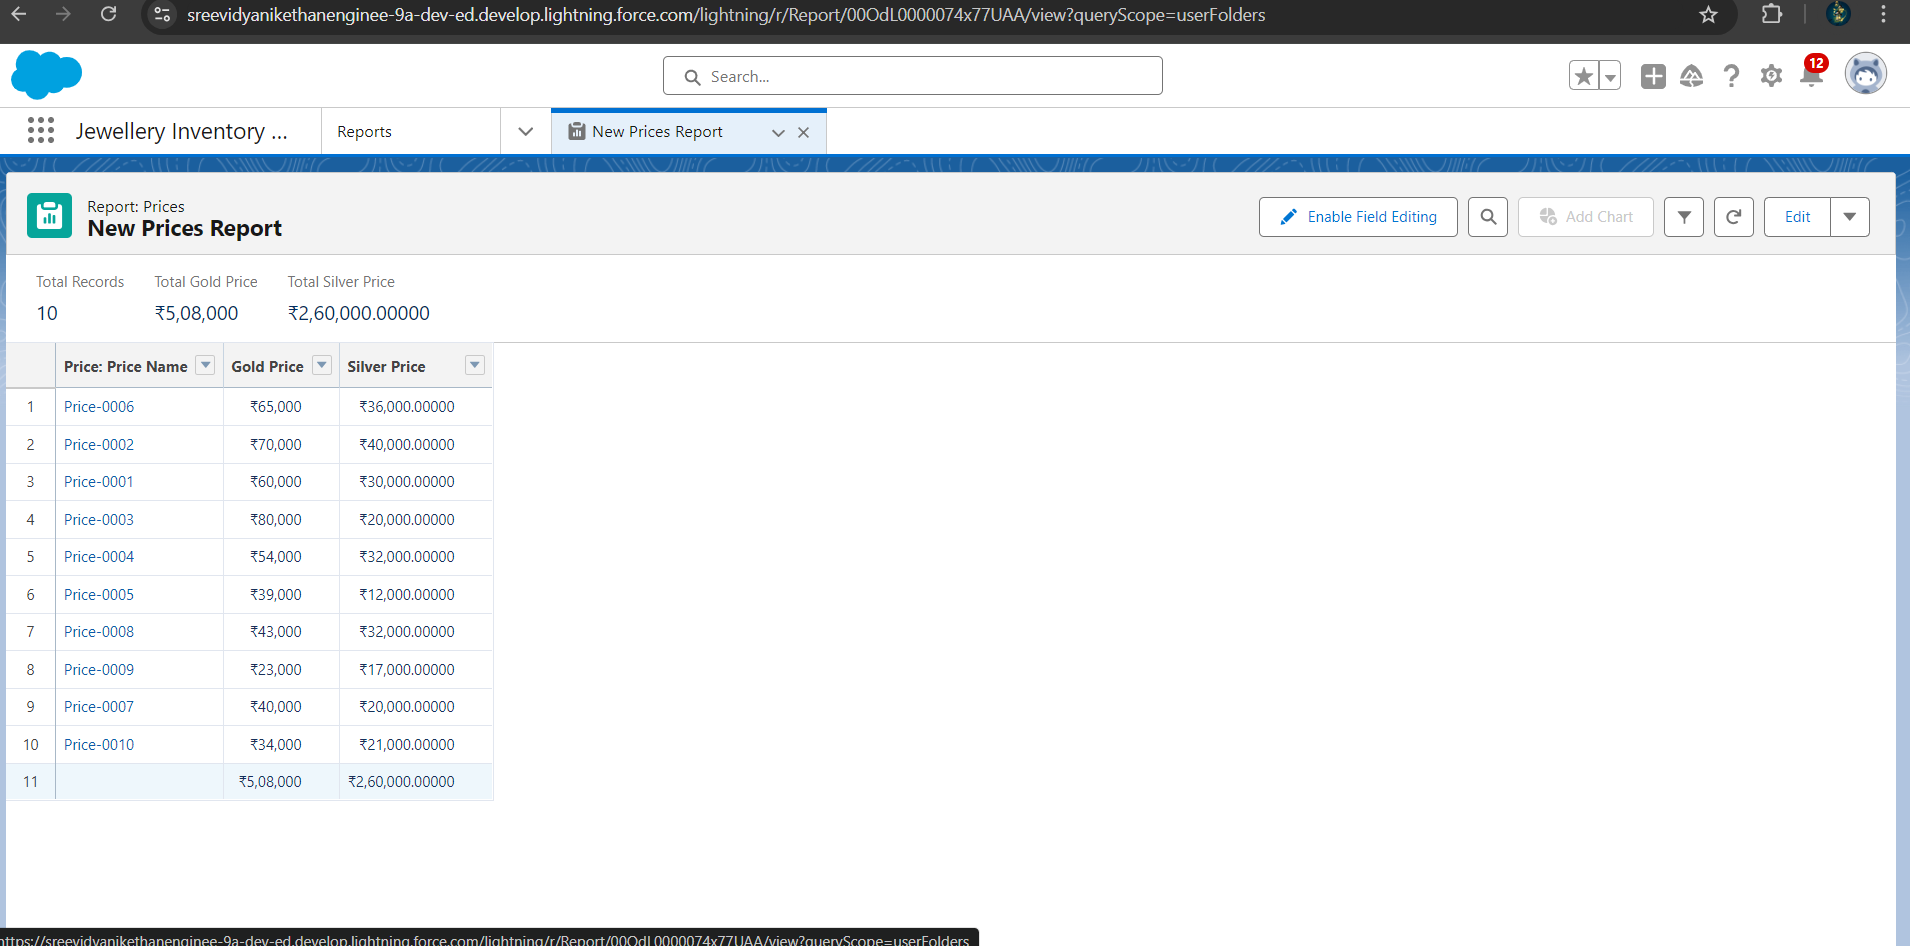 sreevidyanikethanenginee-9a-dev-ed.develop.lightning.force.com/lightning/r/Report/00OdL0000074x77UAA/view?queryScope=userFolders
Search...
12
Jewellery Inventory ... Reports New Prices Report
Report: Prices
New Prices Report
Enable Field Editing Add Chart Edit
Total Records Total Gold Price Total Silver Price
10 ₹5,08,000 ₹2,60,000.00000
Price: Price Name Gold Price Silver Price
1 Price-0006 ₹65,000 ₹36,000.00000
2 Price-0002 ₹70,000 ₹40,000.00000
3 Price-0001 ₹60,000 ₹30,000.00000
4 Price-0003 ₹80,000 ₹20,000.00000
5 Price-0004 ₹54,000 ₹32,000.00000
6 Price-0005 ₹39,000 ₹12,000.00000
7 Price-0008 ₹43,000 ₹32,000.00000
8 Price-0009 ₹23,000 ₹17,000.00000
9 Price-0007 ₹40,000 ₹20,000.00000
10 Price-0010 ₹34,000 ₹21,000.00000
11 ₹5,08,000 ₹2,60,000.00000
https://sreevidyanikethanenginee-9a-dev-ed.develop.lightning.force.com/lightning/r/Report/00OdL0000074x77UAA/view?queryScope=userFolders